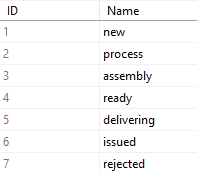 ID Name
1 new
2 process
3 assembly
4 ready
5 delivering
6 issued
7 rejected